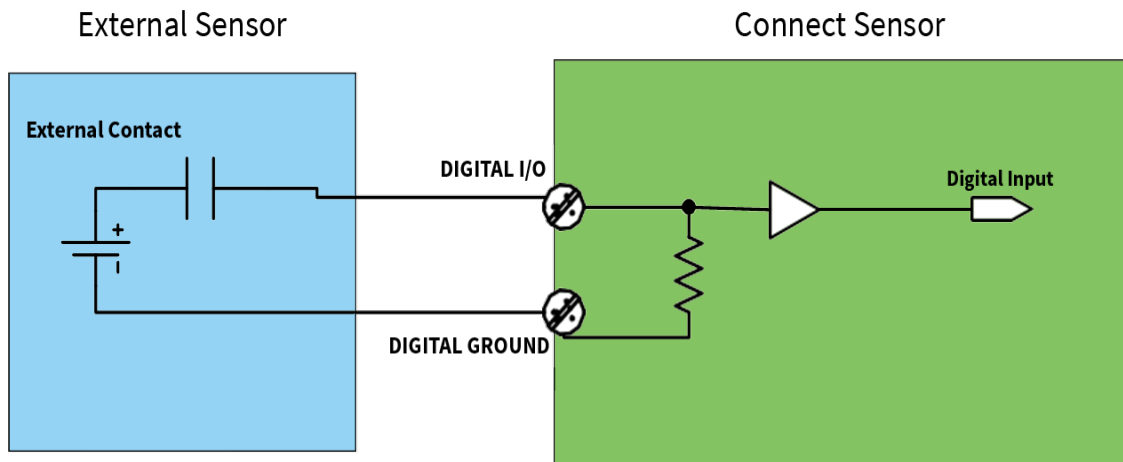 External Sensor
Connect Sensor
External Contact
DIGITAL I/O
Digital Input
+
DIGITAL GROUND